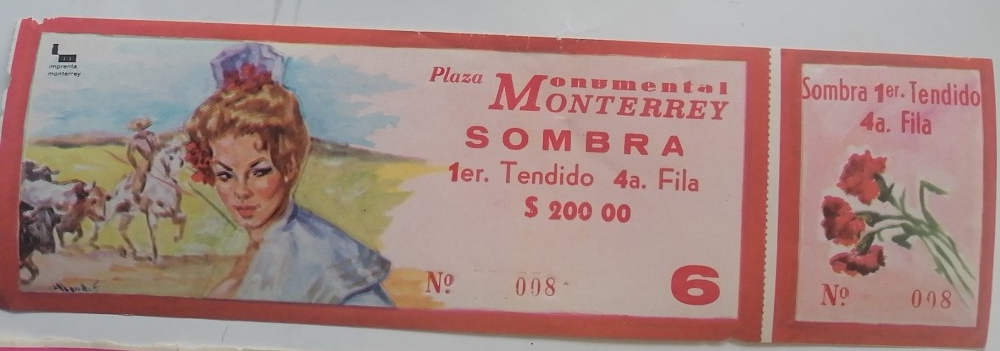 imprenta
monterrey
Plaza Monumental
MONTERREY
SOMBRA
1er. Tendido 4a. Fila
$ 200 00
Nº 008
6
Sombra 1er. Tendido
4a. Fila
Nº 008